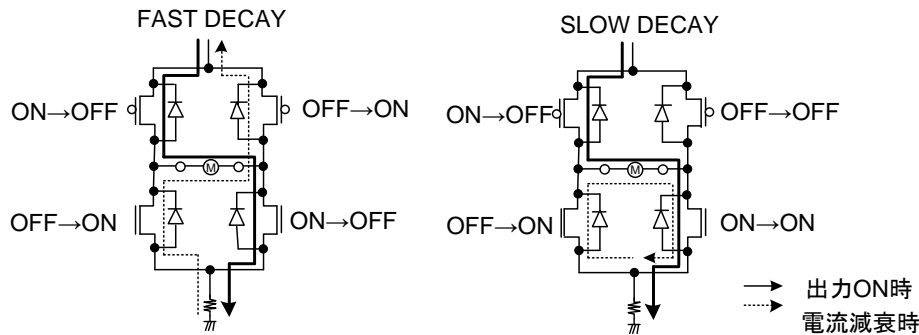 FAST DECAY
SLOW DECAY
ON→OFF
OFF→ON
ON→OFF
OFF→OFF
M
M
OFF→ON
ON→OFF
OFF→ON
ON→ON
出力ON時
電流減衰時